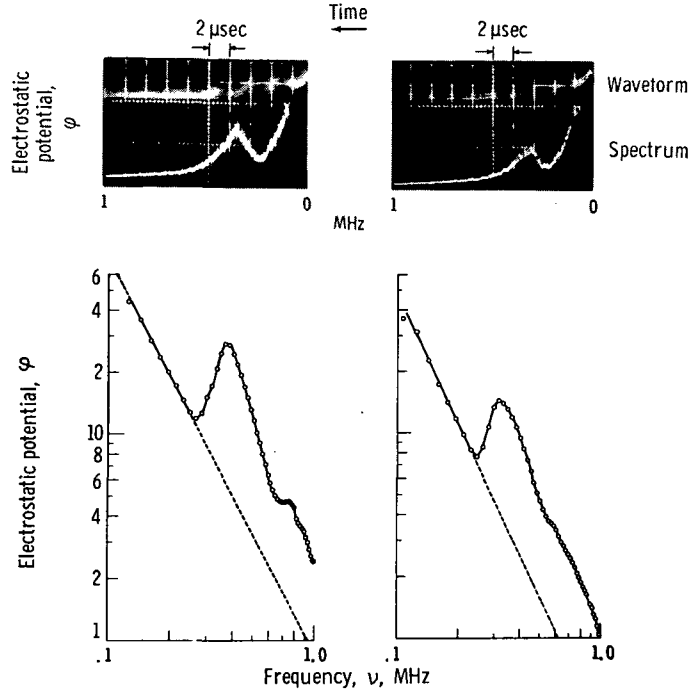 Time
2 μsec
2 μsec
Electrostatic potential, φ
Waveform
Spectrum
1
0
1
0
MHz
Electrostatic potential, φ
6
4
2
10
8
6
4
2
1
.1
1.0
.1
1.0
Frequency, ν, MHz